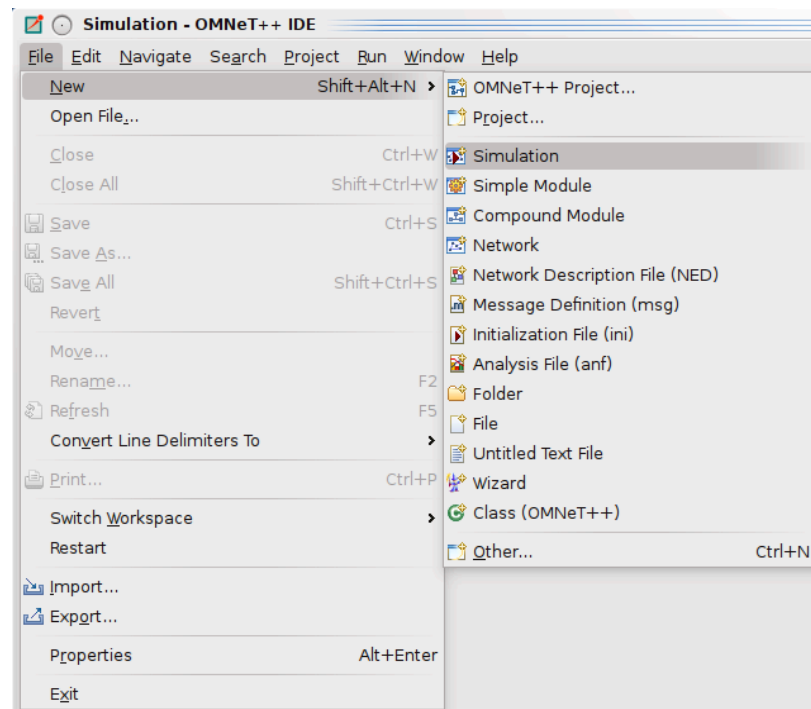 Simulation - OMNeT++ IDE
File Edit Navigate Search Project Run Window Help
New Shift+Alt+N
Open File...
Close Ctrl+W
Close All Shift+Ctrl+W
Save Ctrl+S
Save As...
Save All Shift+Ctrl+S
Revert
Move...
Rename... F2
Refresh F5
Convert Line Delimiters To
Print... Ctrl+P
Switch Workspace
Restart
Import...
Export...
Properties Alt+Enter
Exit
OMNeT++ Project...
Project...
Simulation
Simple Module
Compound Module
Network
Network Description File (NED)
Message Definition (msg)
Initialization File (ini)
Analysis File (anf)
Folder
File
Untitled Text File
Wizard
Class (OMNeT++)
Other... Ctrl+N